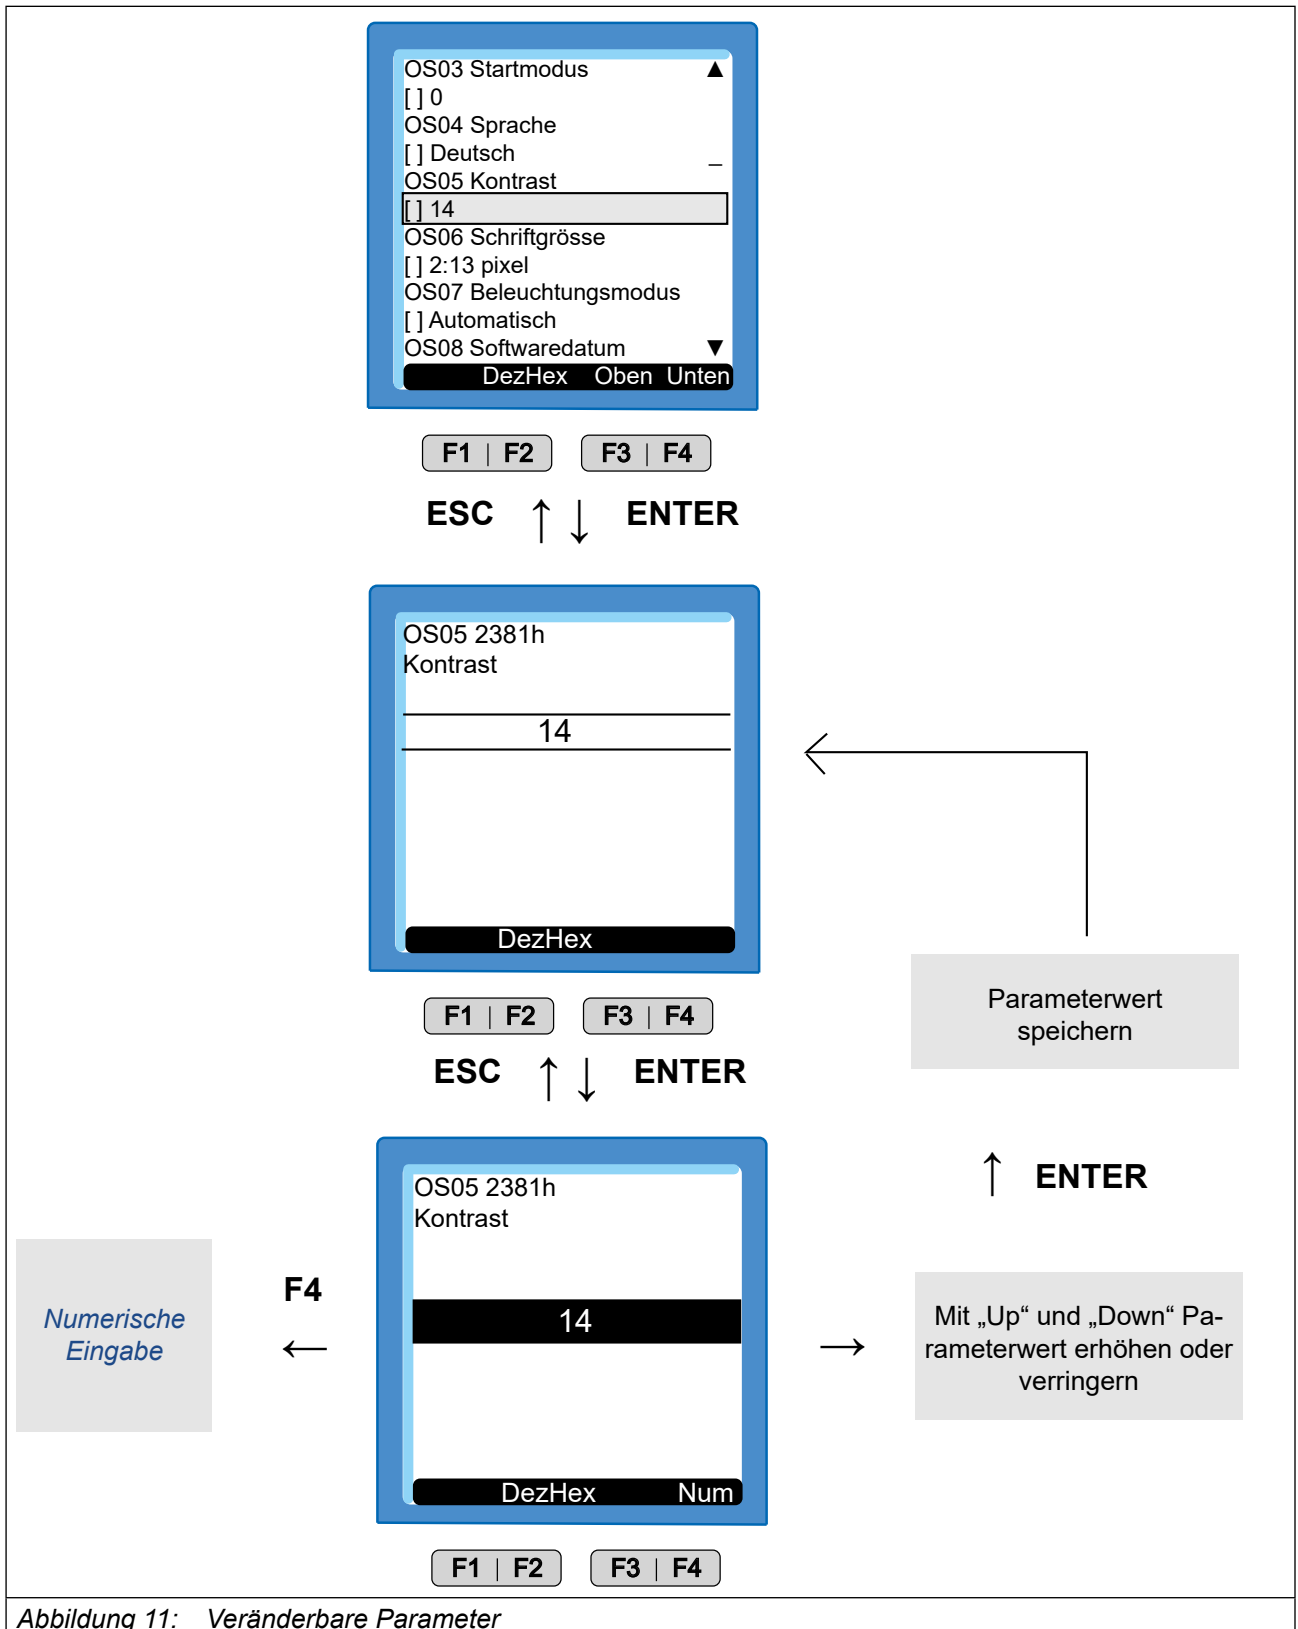 OS03 Startmodus ▲
[ ] 0
OS04 Sprache
[ ] Deutsch _
OS05 Kontrast
[ ] 14
OS06 Schriftgrösse
[ ] 2:13 pixel
OS07 Beleuchtungsmodus
[ ] Automatisch
OS08 Softwaredatum ▼
DezHex Oben Unten
F1 | F2 F3 | F4
ESC ↑ ↓ ENTER
OS05 2381h
Kontrast
14
DezHex
F1 | F2 F3 | F4
ESC ↑ ↓ ENTER
Parameterwert
speichern
↑ ENTER
OS05 2381h
Kontrast
14
DezHex Num
F1 | F2 F3 | F4
F4
←
Numerische
Eingabe
→
Mit „Up“ und „Down“ Pa-
rameterwert erhöhen oder
verringern
Abbildung 11: Veränderbare Parameter